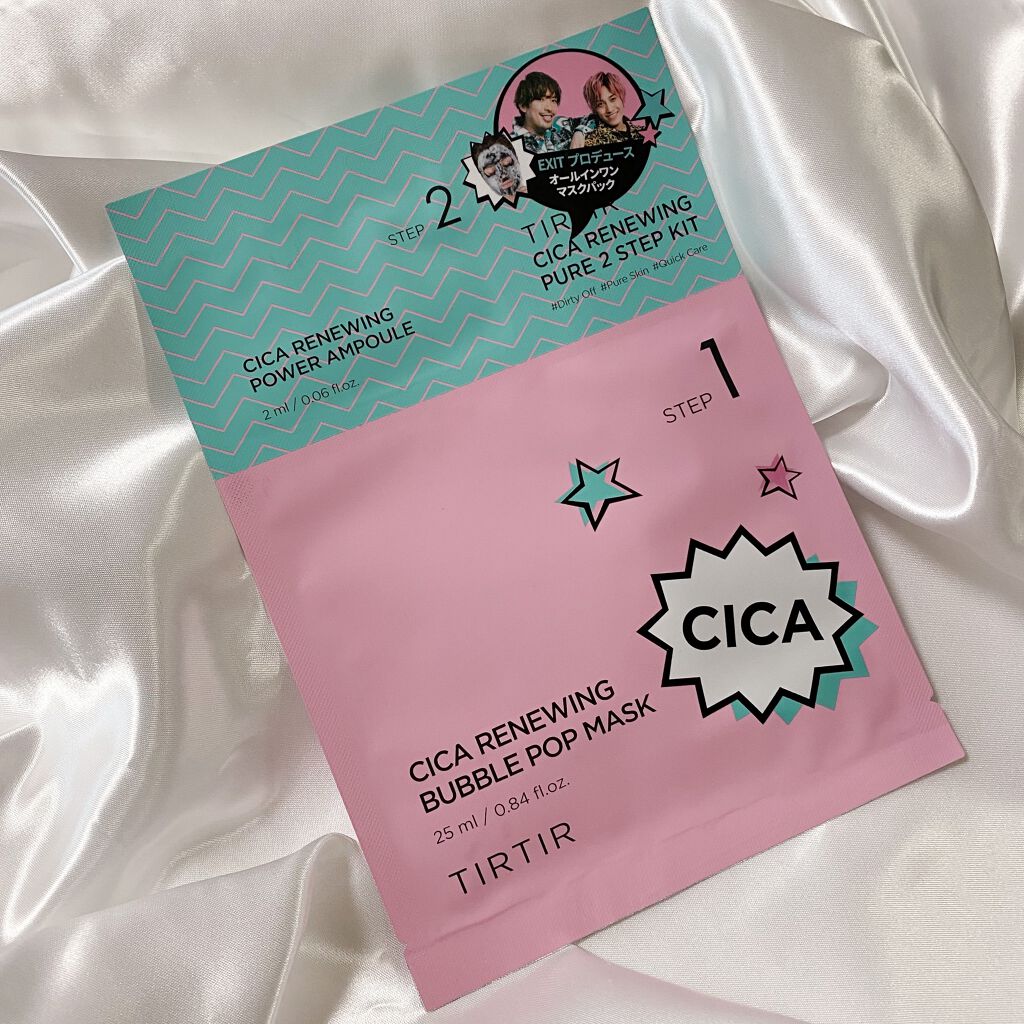 EXIT プロデュース
オールインワン
マスクパック
STEP 2
CICA RENEWING
PURE 2 STEP KIT
#Dirty Off #Pure Skin #Quick Care
CICA RENEWING
POWER AMPOULE
2 ml / 0.06 fl.oz.
STEP 1
CICA
CICA RENEWING
BUBBLE POP MASK
25 ml / 0.84 fl.oz.
TIRTIR